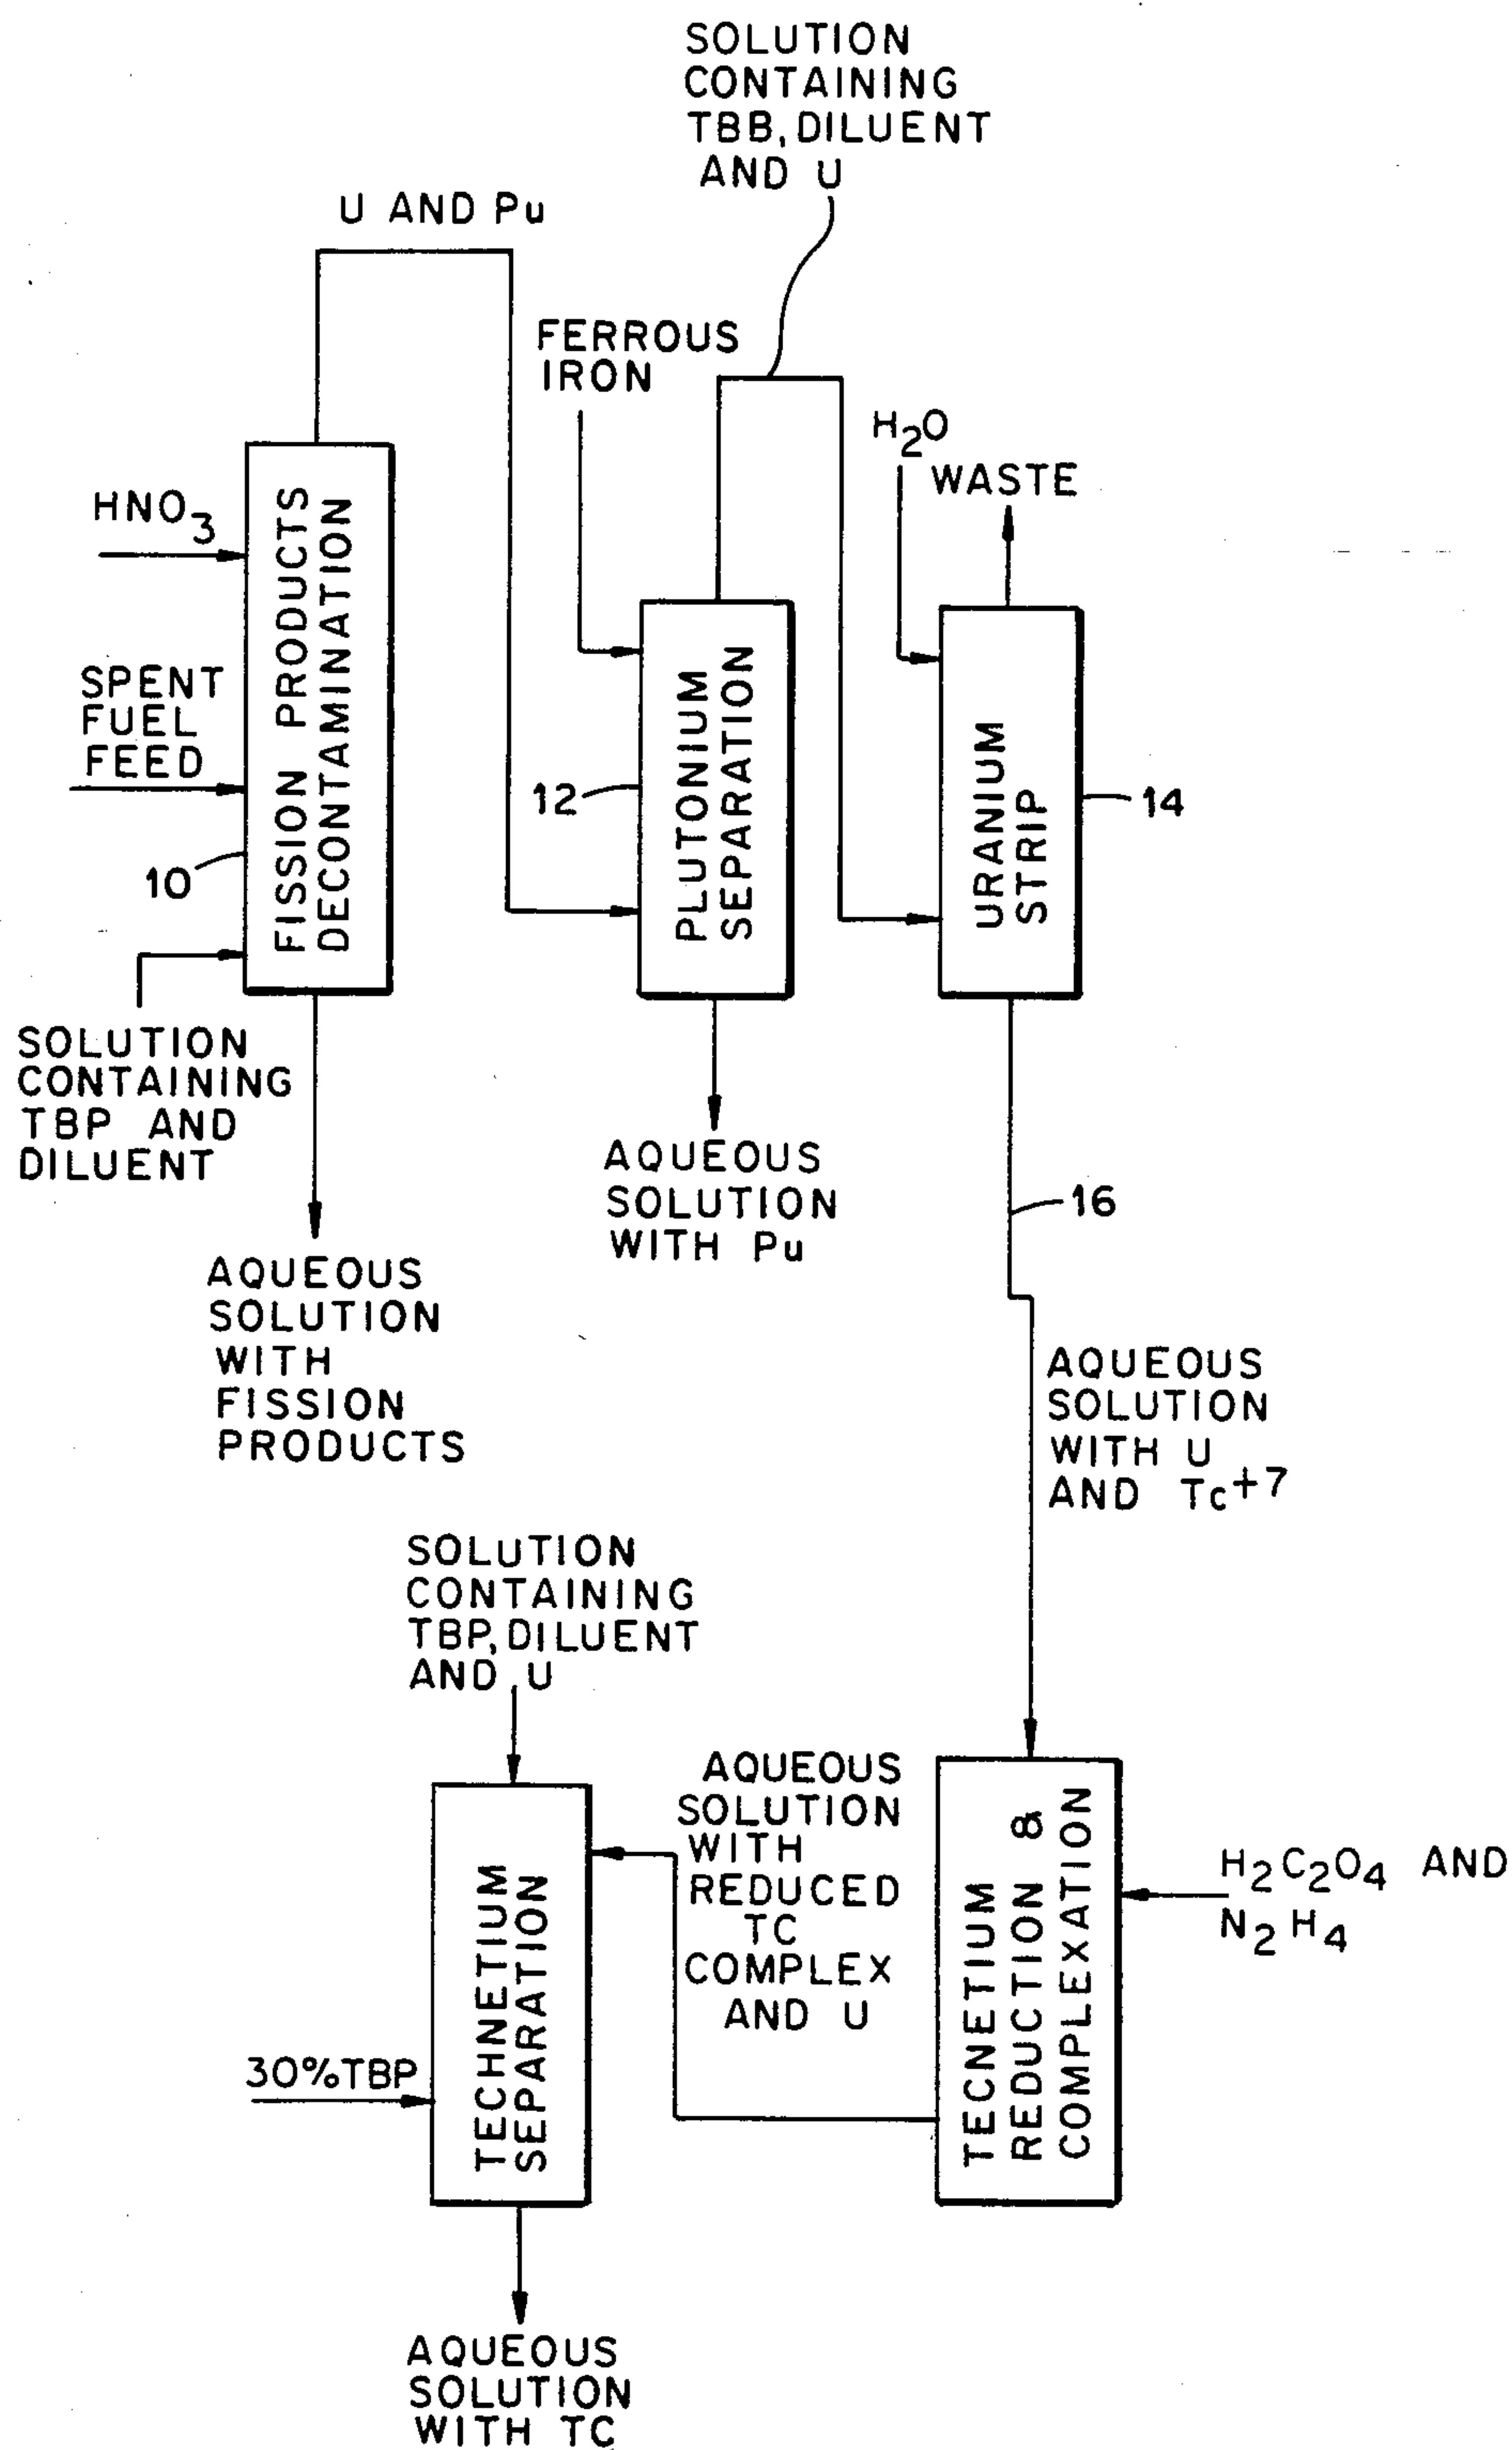 SOLUTION
CONTAINING
TBB, DILUENT
AND U
U AND Pu
FERROUS
IRON
H2O
WASTE
HNO3
SPENT
FUEL
FEED
10
FISSION PRODUCTS
DECONTAMINATION
12
PLUTONIUM
SEPARATION
URANIUM
STRIP
14
SOLUTION
CONTAINING
TBP AND
DILUENT
AQUEOUS
SOLUTION
WITH Pu
16
AQUEOUS
SOLUTION
WITH
FISSION
PRODUCTS
AQUEOUS
SOLUTION
WITH U
AND Tc+7
SOLUTION
CONTAINING
TBP, DILUENT
AND U
AQUEOUS
SOLUTION
WITH
REDUCED
TC
COMPLEX
AND U
TECHNETIUM
SEPARATION
30% TBP
TECNETIUM
REDUCTION &
COMPLEXATION
H2C2O4 AND
N2H4
AQUEOUS
SOLUTION
WITH TC